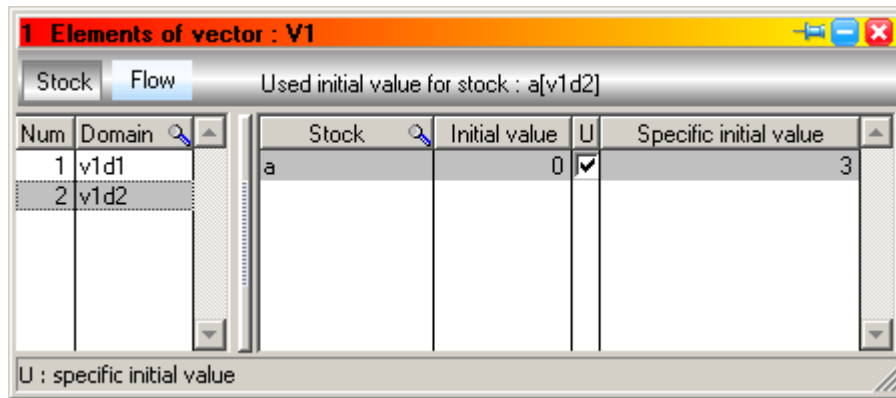 1 Elements of vector : V1
Stock Flow Used initial value for stock : a[v1d2]
Num Domain Stock Initial value U Specific initial value
1 v1d1 a 0 3
2 v1d2
U : specific initial value